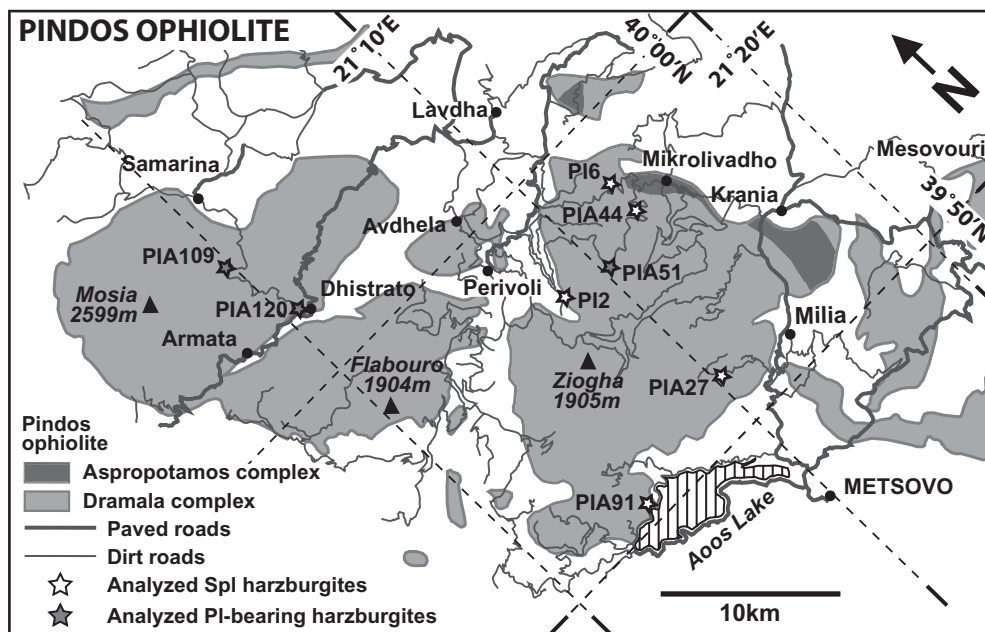 PINDOS OPHIOLITE
21°10'E
40°00'N
21°20'E
N
Lavdha
Samarina
PI6
Mikrolivadho
Mesovouri
Krania
39°50'N
PIA44
Avdhela
PIA109
PIA51
Mosia
2599m
PIA120
Dhistrato
Perivoli
PI2
Armata
Milia
Flabouro
1904m
Ziogha
1905m
PIA27
Pindos
ophiolite
Aspropotamos complex
Dramala complex
PIA91
METSOVO
Aoos Lake
Paved roads
Dirt roads
Analyzed Spl harzburgites
10km
Analyzed Pl-bearing harzburgites